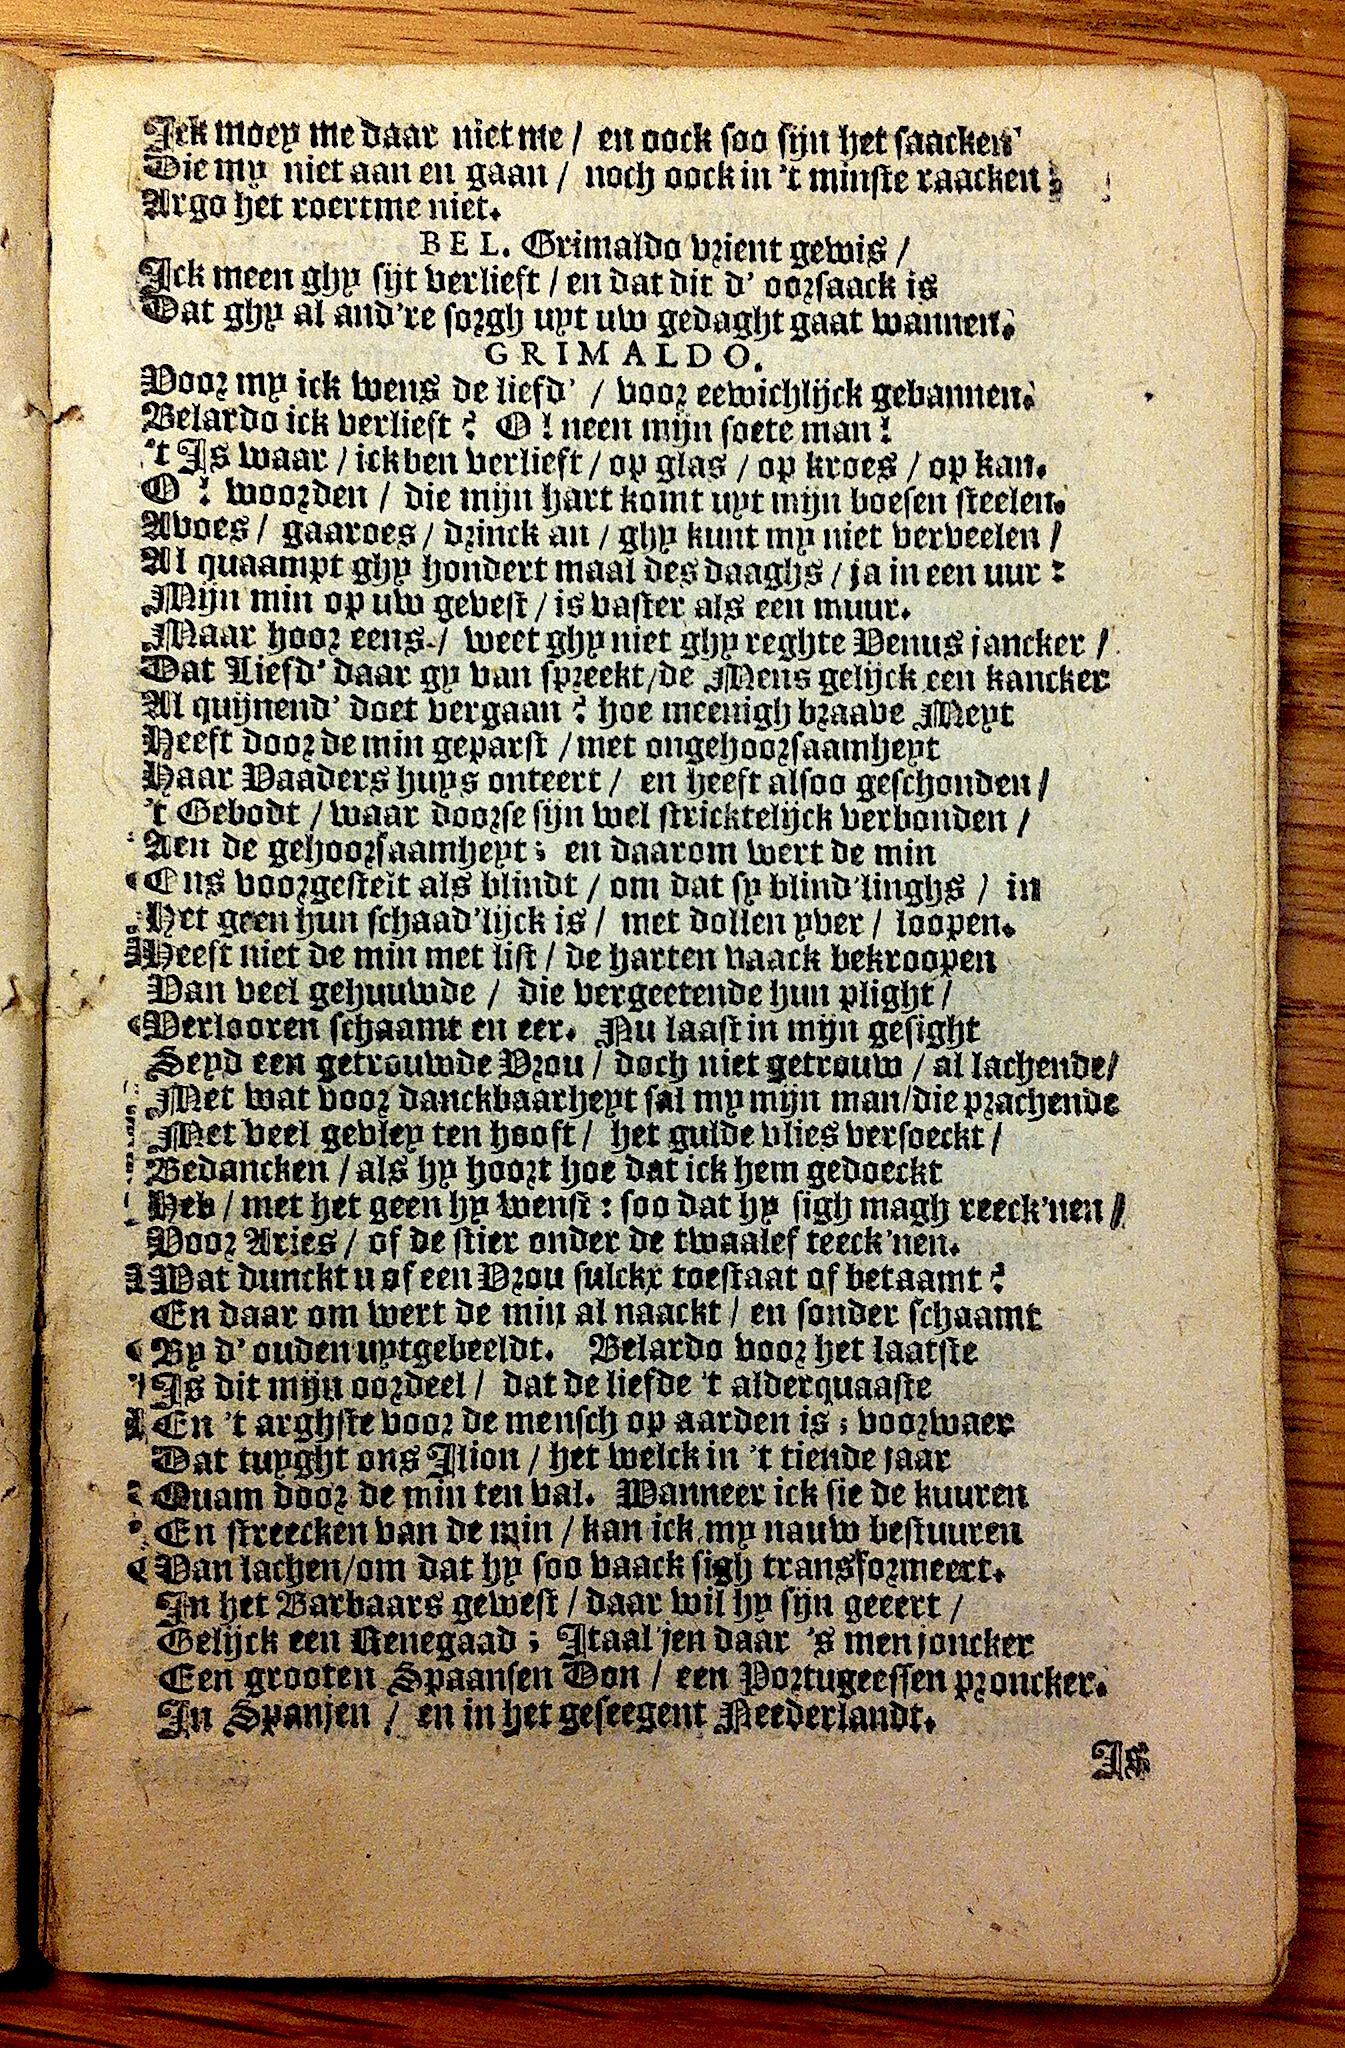 Ick moey me daar niet me / en oock soo sijn het saacken
Die my niet aan en gaan / noch oock in 't minste raacken;
Argo het roertme niet.
BEL. Grimaldo vrient gewis /
Ick meen ghy sijt verlieft / en dat dit d' oorsaack is
Dat ghy al and're sorgh uyt uw gedaght gaat wannen.
GRIMALDO.
Voor my ick wens de liefd' / voor eewichlijck gebannen.
Belardo ick verlieft? O! neen mijn soete man!
't Is waar / ick ben verlieft / op glas / op kroes / op kan.
O! woorden / die mijn hart komt uyt mijn boesen steelen.
Avoes / gaaroes / drinck an / ghy kunt my niet verveelen /
Al quaampt ghy hondert maal des daaghs / ja in een uur:
Mijn min op uw gevest / is vaster als een muur.
Maar hoor eens / weet ghy niet ghy reghte Venus jancker /
Dat Liefd' daar gy van spreekt / de Mens gelijck een kancker
Al quijnend' doet vergaan? hoe meenigh braave Meyt
Heeft door de min geparst / met ongehoorsaamheyt
Haar Vaaders huys onteert / en heeft alsoo geschonden /
't Gebodt / waar doorse sijn wel stricktelijck verbonden /
Aen de gehoorsaamheyt; en daarom wert de min
Ens voorgestelt als blindt / om dat sy blind'linghs / in
Het geen hun schaad'lijck is / met dollen yver / loopen.
Heeft niet de min met list / de harten vaack bekroopen
Van veel gehuuwde / die vergeetende hun plight /
Verlooren schaamt en eer. Nu laast in mijn gesight
Seyd een getrouwde Vrou / doch niet getrouw / al lachende /
Met wat voor danckbaarheyt sal my mijn man / die prachende
Met veel gevley ten hooft / het gulde vlies versoeckt /
Bedancken / als hy hoort hoe dat ick hem gedoeckt
Heb / met het geen hy wenst: soo dat hy sigh magh reeck'nen /
Voor Aries / of de stier onder de twaalef teeck'nen.
Wat dunckt u of een Vrou sulckx toestaat of betaamt?
En daar om wert de min al naackt / en sonder schaamt
By d' ouden uytgebeeldt. Belardo voor het laatste
Is dit mijn oordeel / dat de liefde 't alderquaaste
En 't arghste voor de mensch op aarden is; voorwaer
Dat tuyght ons Ilion / het welck in 't tiende jaar
Quam door de min ten val. Wanneer ick sie de kuuren
En streecken van de min / kan ick my nauw bestuuren
Van lachen / om dat hy soo vaack sigh transformeert.
In het Barbaars gewest / daar wil hy sijn geeert /
Gelijck een Renegaad; Itaal'jen daar 's men joncker
Een grooten Spaansen Don / een Portugeessen proncker.
In Spanjen / en in het geseegent Neederlandt.
Is